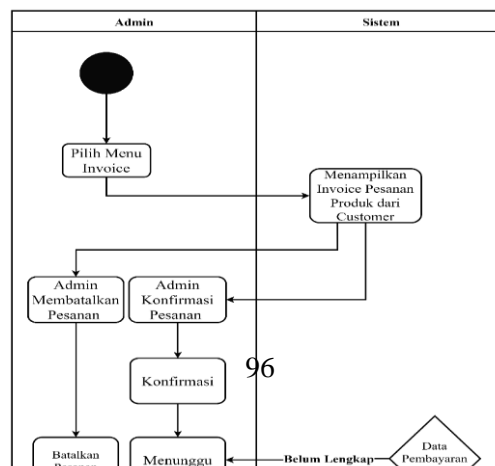 Admin
Sistem
Pilih Menu
Invoice
Menampilkan
Invoice Pesanan
Produk dari
Customer
Admin
Membatalkan
Pesanan
Admin
Konfirmasi
Pesanan
Konfirmasi
96
Batalkan
Menunggu
Belum Lengkap
Data
Pembayaran